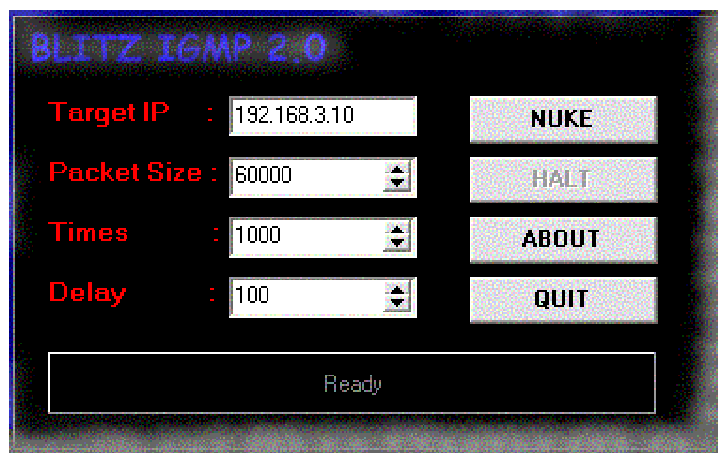 BLITZ IGMP 2.0
Target IP : 192.168.3.10 NUKE
Packet Size : 60000 HALT
Times : 1000 ABOUT
Delay : 100 QUIT
Ready